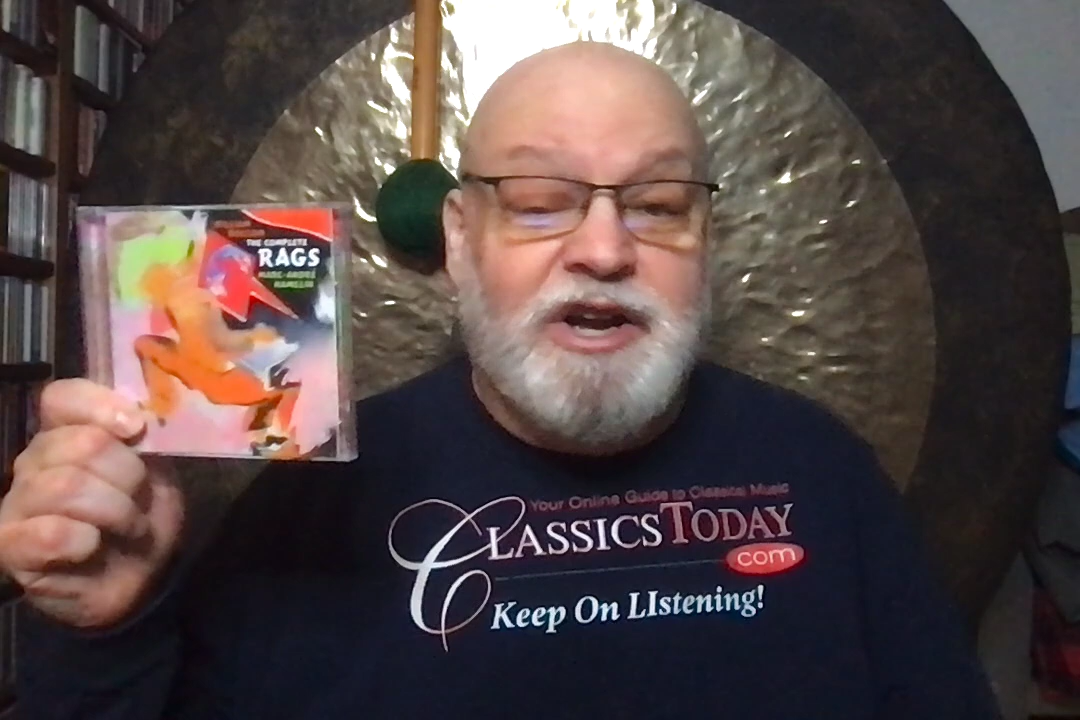 THE COMPLETE
RAGS
MARC-ANDRÉ
HAMELIN
Your Online Guide to Classical Music
CLASSICSTODAY
com
Keep On LIstening!